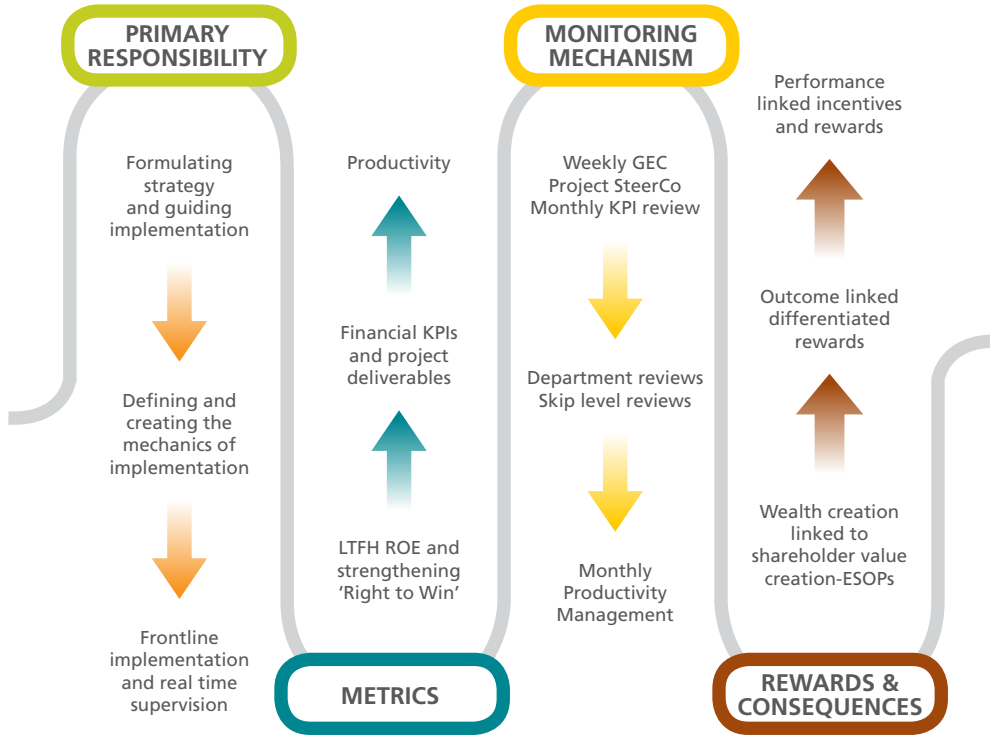 PRIMARY
RESPONSIBILITY
Formulating
strategy
and guiding
implementation
Defining and
creating the
mechanics of
implementation
Frontline
implementation
and real time
supervision
Productivity
Financial KPIs
and project
deliverables
LTFH ROE and
strengthening
‘Right to Win’
METRICS
MONITORING
MECHANISM
Weekly GEC
Project SteerCo
Monthly KPI review
Department reviews
Skip level reviews
Monthly
Productivity
Management
Performance
linked incentives
and rewards
Outcome linked
differentiated
rewards
Wealth creation
linked to
shareholder value
creation-ESOPs
REWARDS &
CONSEQUENCES